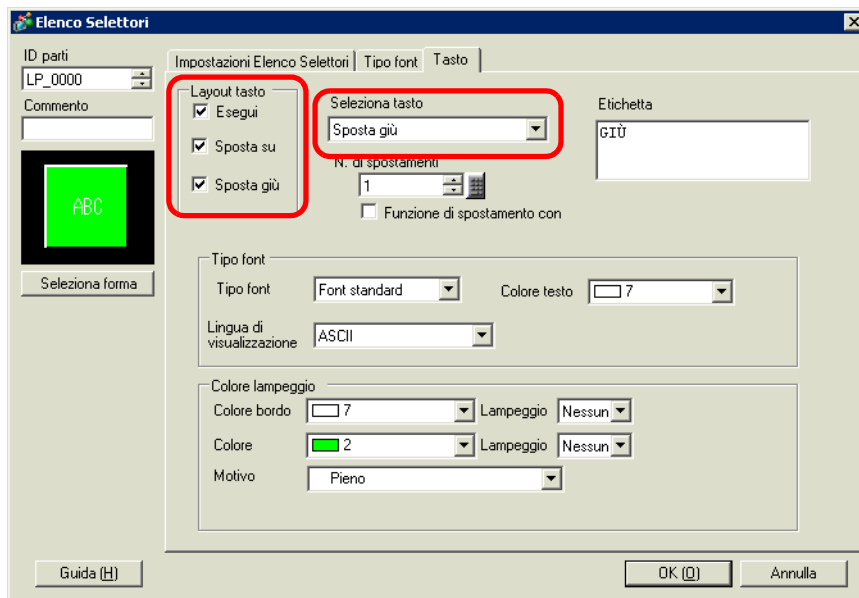 Elenco Selettori
ID parti
LP_0000
Commento
ABC
Seleziona forma
Impostazioni Elenco Selettori
Tipo font
Tasto
Layout tasto
Esegui
Sposta su
Sposta giù
Seleziona tasto
Sposta giù
N. di spostamenti
1
Funzione di spostamento con
Etichetta
GIÙ
Tipo font
Tipo font
Font standard
Colore testo
7
Lingua di
visualizzazione
ASCII
Colore lampeggio
Colore bordo
7
Lampeggio
Nessun
Colore
2
Lampeggio
Nessun
Motivo
Pieno
Guida (H)
OK (O)
Annulla